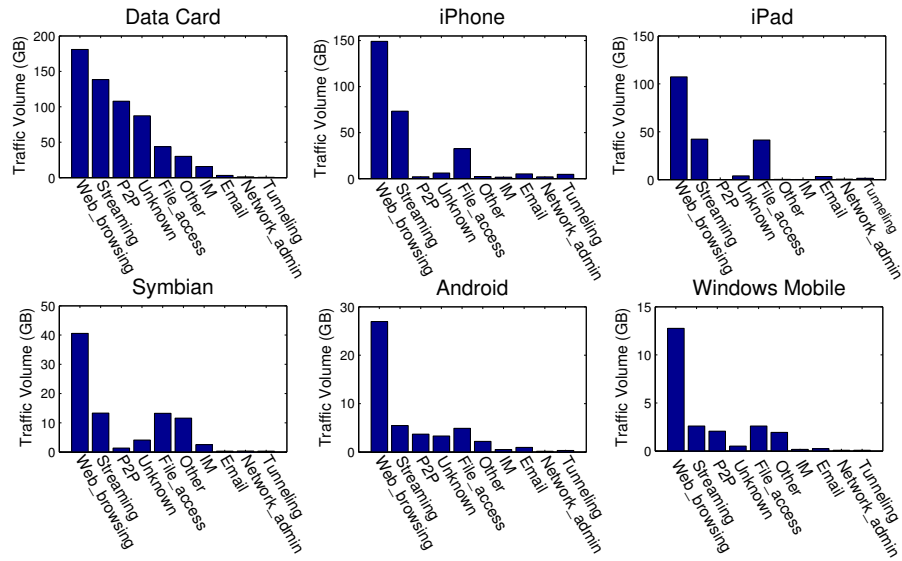 Data Card
Traffic Volume (GB)
200
150
100
50
0
Web_browsing
Streaming
P2P
Unknown
File_access
Other
IM
Email
Network_admin
Tunneling
iPhone
Traffic Volume (GB)
150
100
50
0
Web_browsing
Streaming
P2P
Unknown
File_access
Other
IM
Email
Network_admin
Tunneling
iPad
Traffic Volume (GB)
150
100
50
0
Web_browsing
Streaming
P2P
Unknown
File_access
Other
IM
Email
Network_admin
Tunneling
Symbian
Traffic Volume (GB)
50
40
30
20
10
0
Web_browsing
Streaming
P2P
Unknown
File_access
Other
IM
Email
Network_admin
Tunneling
Android
Traffic Volume (GB)
30
20
10
0
Web_browsing
Streaming
P2P
Unknown
File_access
Other
IM
Email
Network_admin
Tunneling
Windows Mobile
Traffic Volume (GB)
15
10
5
0
Web_browsing
Streaming
P2P
Unknown
File_access
Other
IM
Email
Network_admin
Tunneling